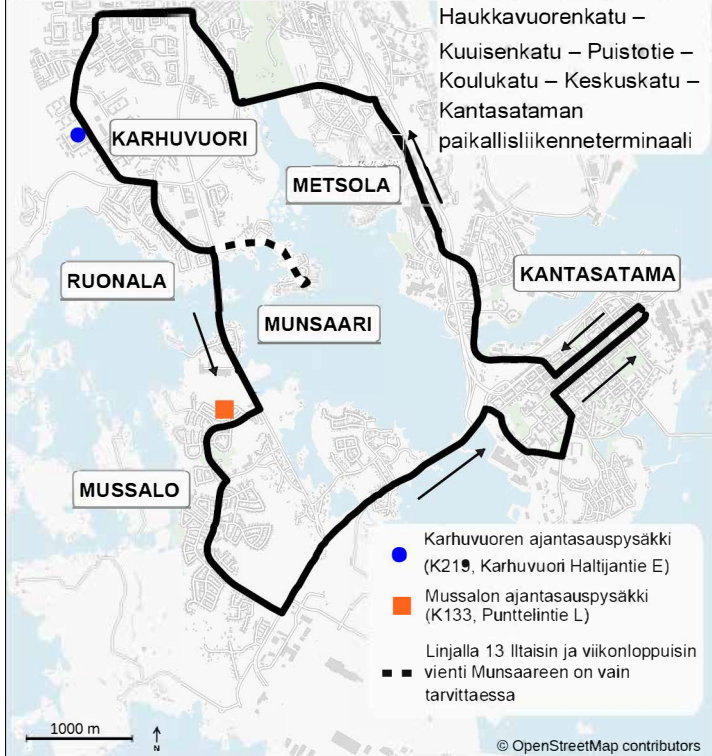 Haukkavuorenkatu –
Kuuisenkatu – Puistotie –
Koulukatu – Keskuskatu –
Kantasataman
paikallisliikenneterminaali
KARHUVUORI
METSOLA
KANTASATAMA
RUONALA
MUNSAARI
MUSSALO
Karhuvuoren ajantasauspysäkki
(K219, Karhuvuori Haltijantie E)
Mussalon ajantasauspysäkki
(K133, Punttelintie L)
Linjalla 13 Iltaisin ja viikonloppuisin
vienti Munsaareen on vain
tarvittaessa
1000 m
N
© OpenStreetMap contributors